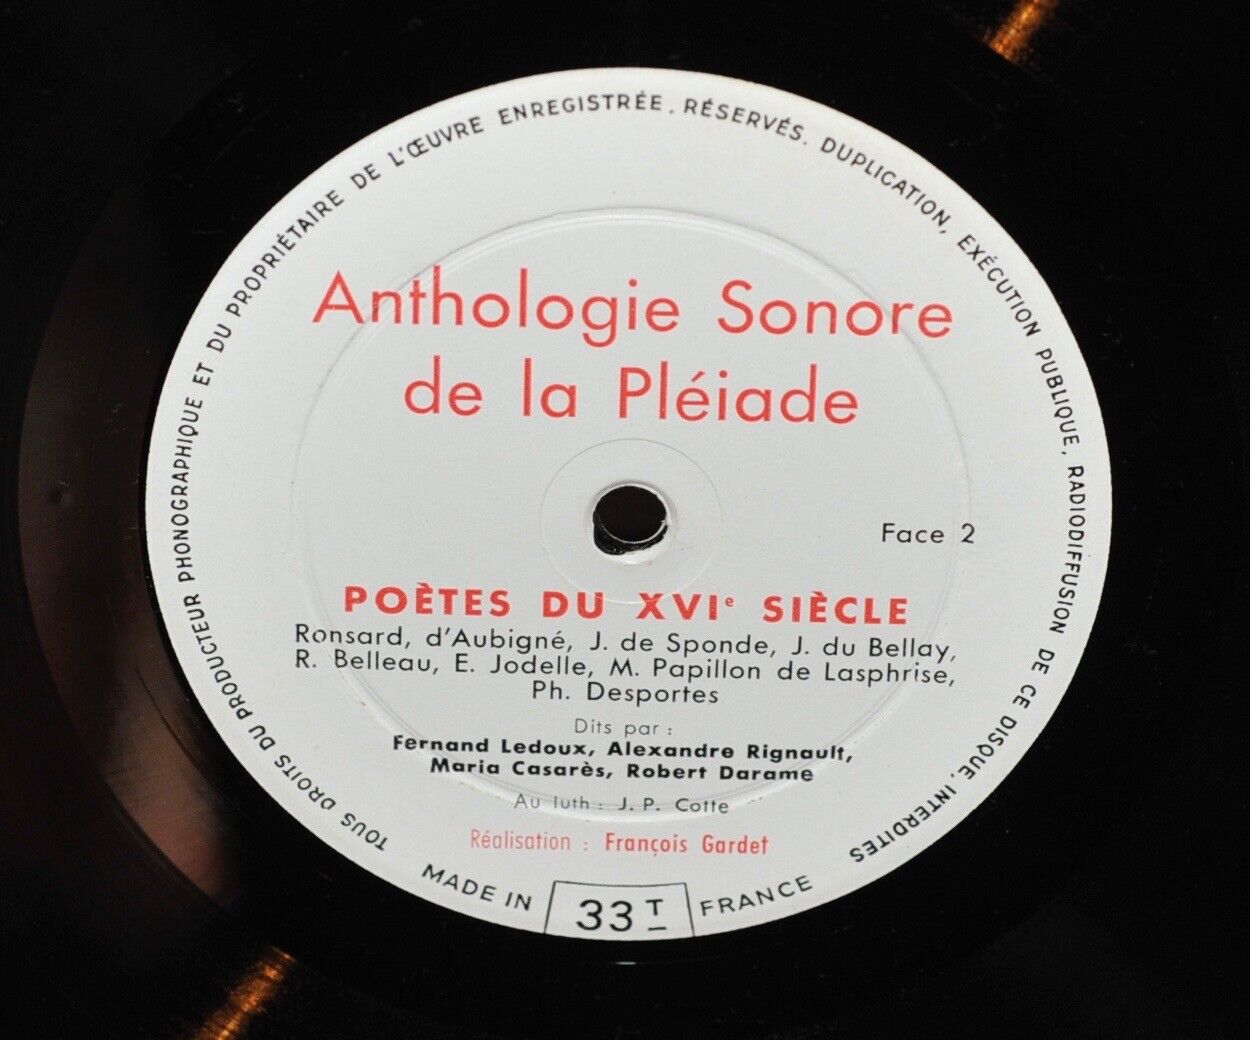 TOUS DROITS DU PRODUCTEUR PHONOGRAPHIQUE ET DU PROPRIÉTAIRE DE L'ŒUVRE ENREGISTRÉE. RÉSERVÉS. DUPLICATION, EXÉCUTION PUBLIQUE, RADIODIFFUSION DE CE DISQUE, INTERDITES
Anthologie Sonore
de la Pléiade
Face 2
POÈTES DU XVIe SIÈCLE
Ronsard, d'Aubigné, J. de Sponde, J. du Bellay,
R. Belleau, E. Jodelle, M. Papillon de Lasphrise,
Ph. Desportes
Dits par :
Fernand Ledoux, Alexandre Rignault,
Maria Casarès, Robert Darame
Au luth : J. P. Cotte
Réalisation : François Gardet
MADE IN 33 T FRANCE